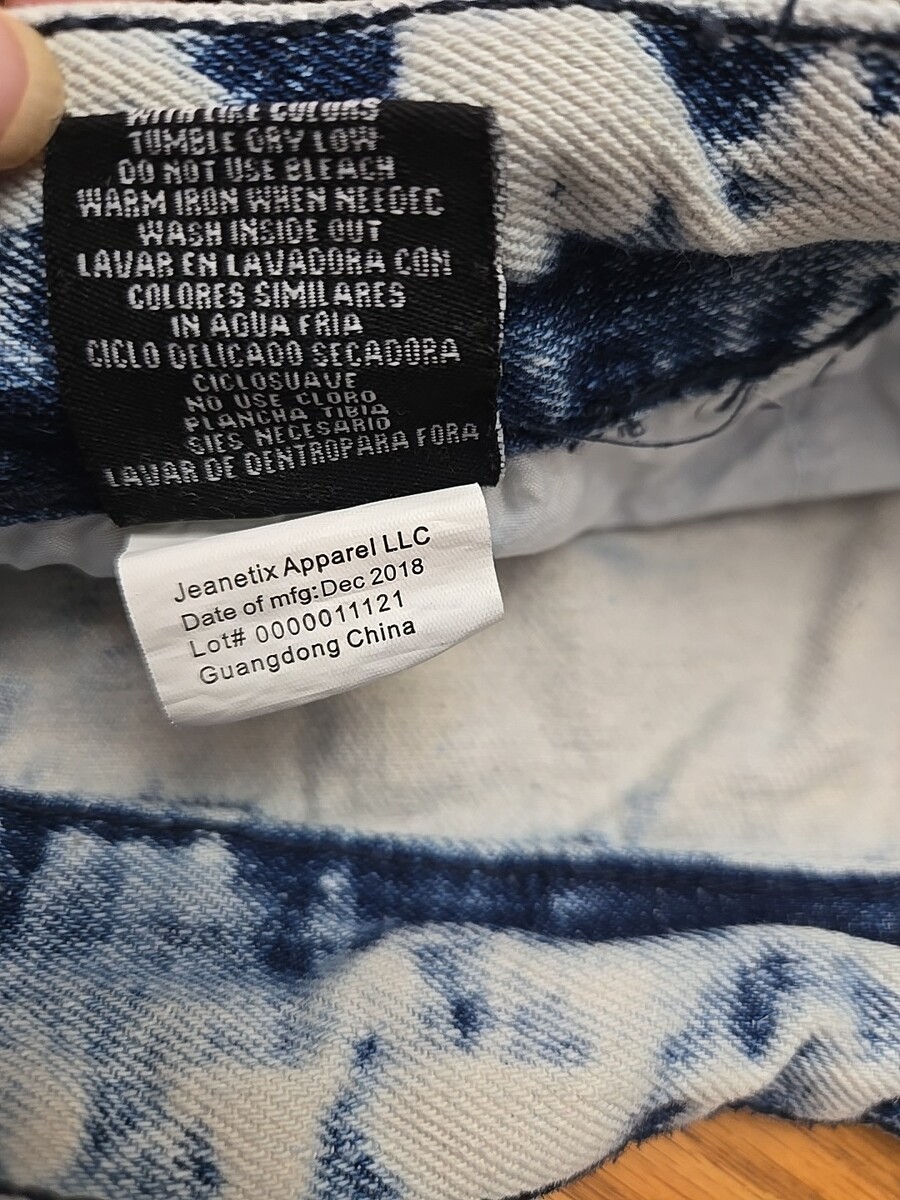 WITH LIKE COLORS
TUMBLE DRY LOW
DO NOT USE BLEACH
WARM IRON WHEN NEEDED
WASH INSIDE OUT
LAVAR EN LAVADORA CON
COLORES SIMILARES
IN AGUA FRIA
CICLO DELICADO SECADORA
CICLOSUAVE
NO USE CLORO
PLANCHA TIBIA
SIES NECESARIO
LAVAR DE DENTROPARA FORA
Jeanetix Apparel LLC
Date of mfg:Dec 2018
Lot# 0000011121
Guangdong China